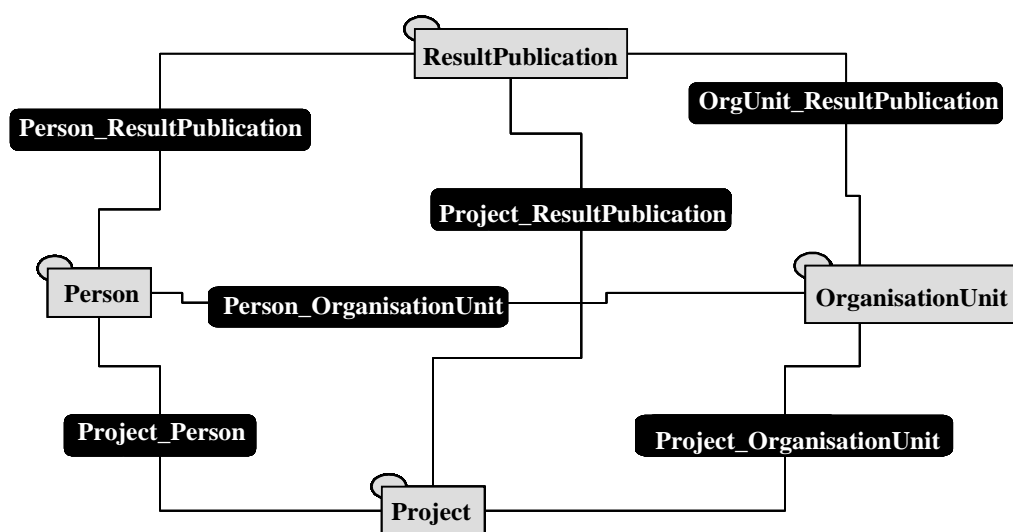 ResultPublication
OrgUnit_ResultPublication
Person_ResultPublication
Project_ResultPublication
Person
Person_OrganisationUnit
OrganisationUnit
Project_Person
Project_OrganisationUnit
Project